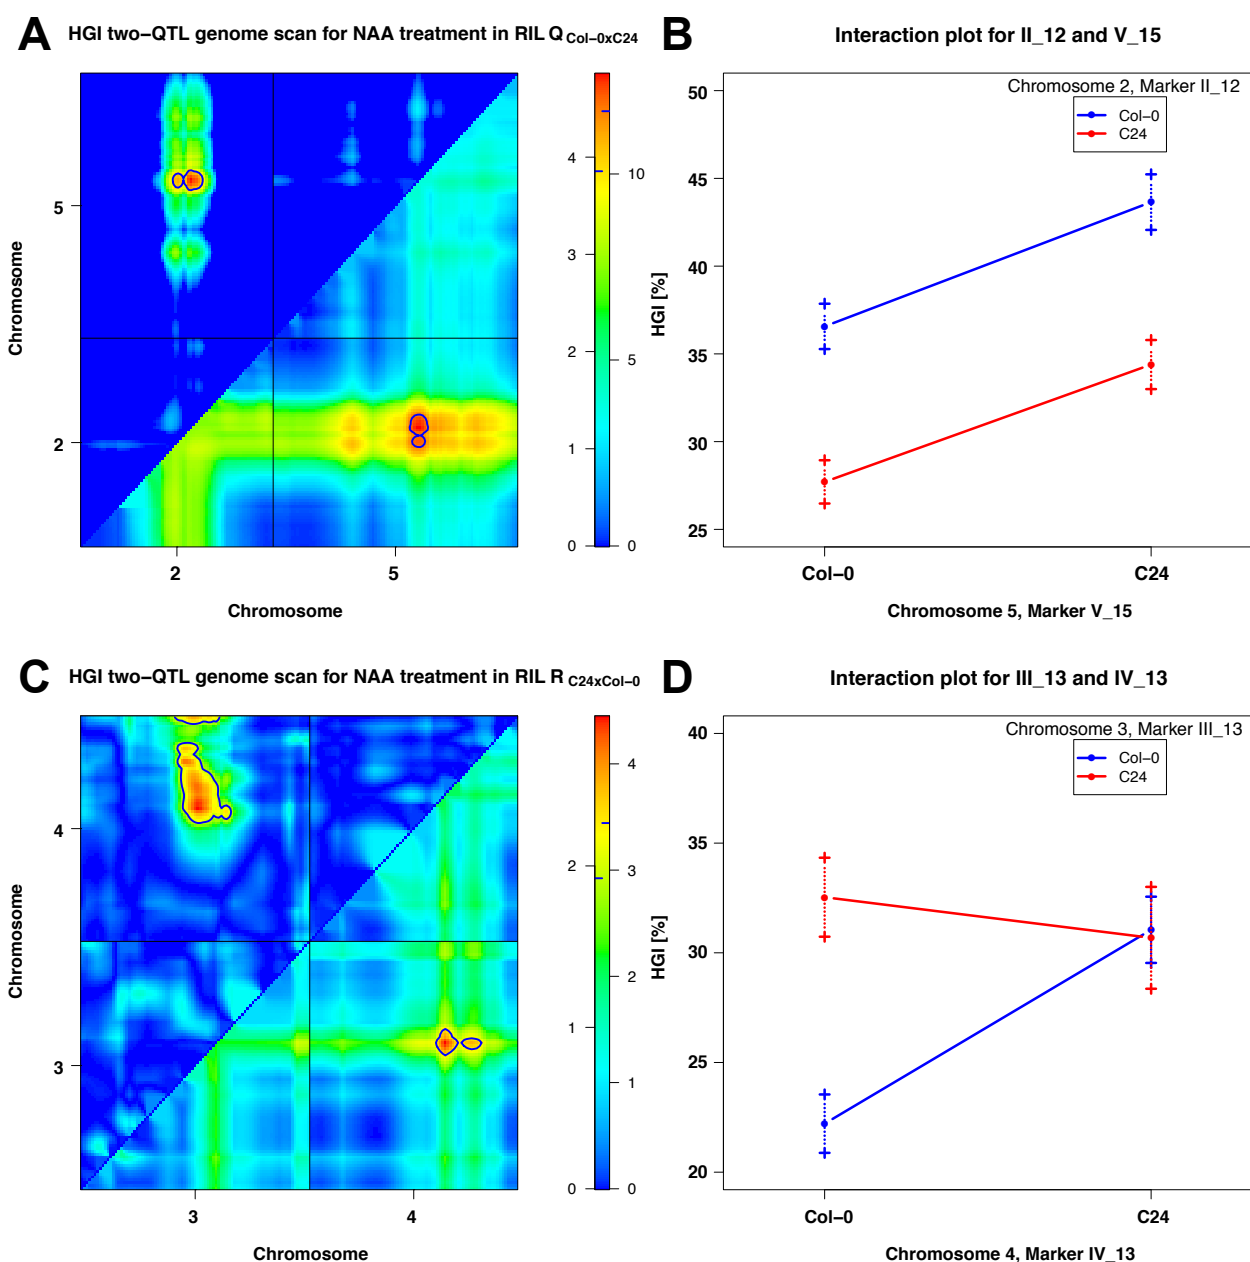 A
HGI two−QTL genome scan for NAA treatment in RIL Q Col−0xC24
Chromosome
5
2
2
5
Chromosome
4
3
2
1
0
10
5
0
B
Interaction plot for II_12 and V_15
Chromosome 2, Marker II_12
Col−0
C24
HGI [%]
50
45
40
35
30
25
Col−0
C24
Chromosome 5, Marker V_15
C
HGI two−QTL genome scan for NAA treatment in RIL R C24xCol−0
Chromosome
4
3
3
4
Chromosome
2
1
0
4
3
2
1
0
D
Interaction plot for III_13 and IV_13
Chromosome 3, Marker III_13
Col−0
C24
HGI [%]
40
35
30
25
20
Col−0
C24
Chromosome 4, Marker IV_13